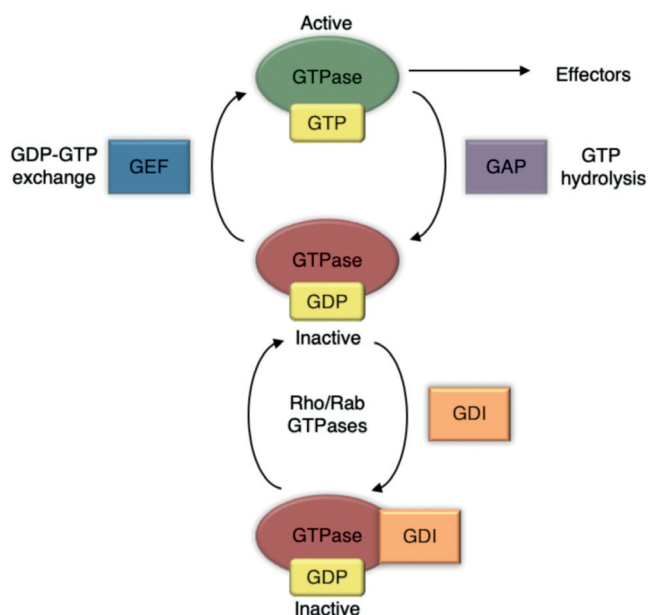 Active
GTPase
GTP
Effectors
GDP-GTP
exchange
GEF
GAP
GTP
hydrolysis
GTPase
GDP
Inactive
Rho/Rab
GTPases
GDI
GTPase
GDI
GDP
Inactive